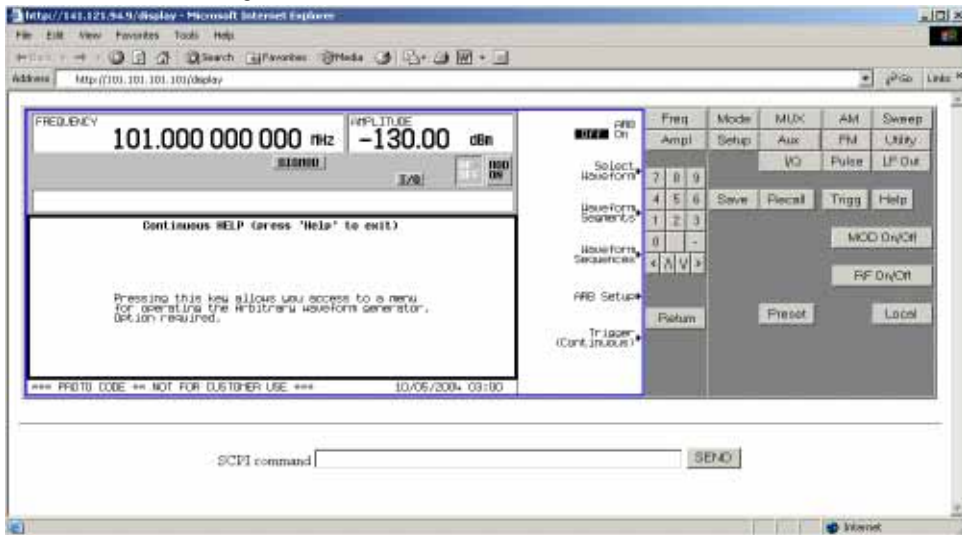 http://141.121.94.9/display - Microsoft Internet Explorer
File Edit View Favorites Tools Help
Search Favorites Media
Address http://101.101.101.101/display Go Links
FREQUENCY AMPLITUDE
101.000 000 000 MHz -130.00 dBm
I/Q MOD ON
Continuous HELP (press 'Help' to exit)
Pressing this key allows you access to a menu
for operating the Arbitrary Waveform Generator.
Option required.
*** PROTO CODE ** NOT FOR CUSTOMER USE *** 10/05/2004 03:00
ARB
OFF On
Select
Waveform
Waveform
Segments
Waveform
Sequences
ARB Setup
Trigger
(Continuous)
Freq Mode MUX AM Sweep
Ampl Setup Aux FM Utility
I/O Pulse LF Out
7 8 9
4 5 6 Save Recall Trigg Help
1 2 3
0 . - MOD On/Off
< Λ V >
RF On/Off
Return Preset Local
SCPI command SEND
Internet